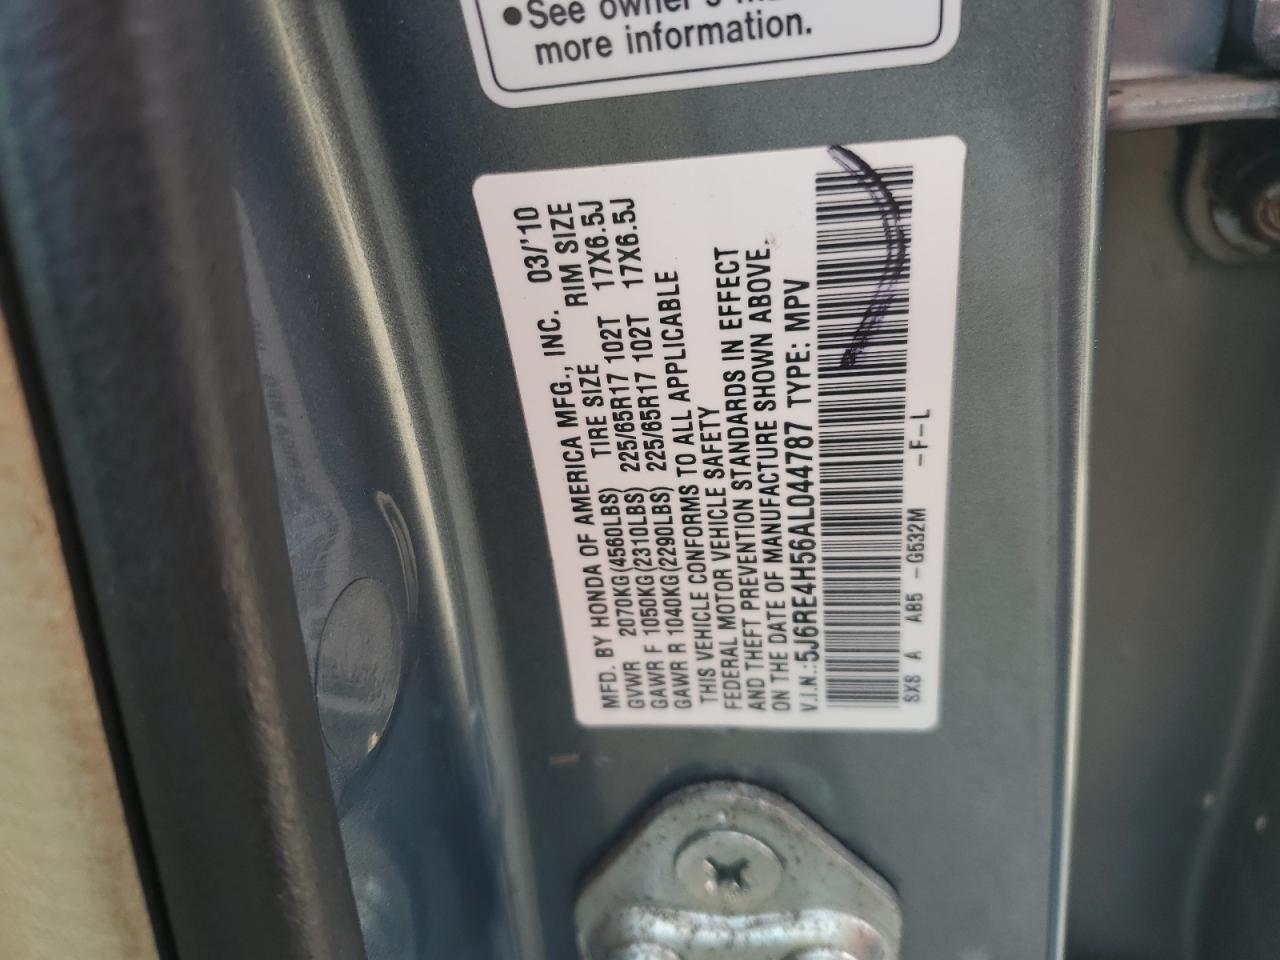 See owner's
more information.
MFD. BY HONDA OF AMERICA MFG., INC. 03/'10
GVWR 2070KG(4560LBS) TIRE SIZE RIM SIZE
GAWR F 1050KG(2310LBS) 225/65R17 102T 17X6.5J
GAWR R 1040KG(2290LBS) 225/65R17 102T 17X6.5J
THIS VEHICLE CONFORMS TO ALL APPLICABLE
FEDERAL MOTOR VEHICLE SAFETY
AND THEFT PREVENTION STANDARDS IN EFFECT
ON THE DATE OF MANUFACTURE SHOWN ABOVE.
V.I.N.:5J6RE4H56AL044787 TYPE: MPV
SXS A AB5 -G532M -F-L